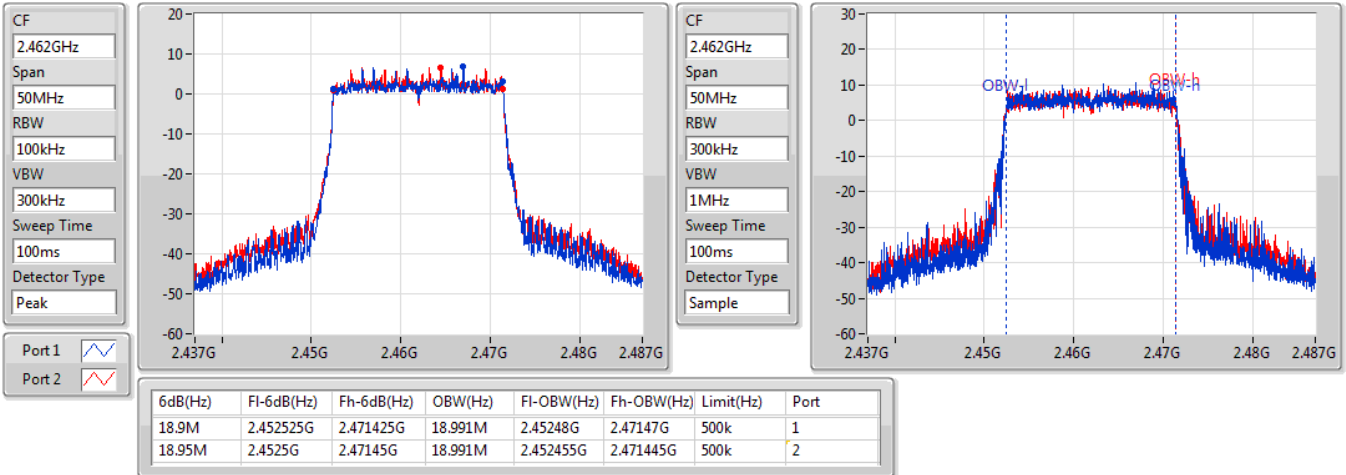 CF
2.462GHz
Span
50MHz
RBW
100kHz
VBW
300kHz
Sweep Time
100ms
Detector Type
Peak
20
10
0
-10
-20
-30
-40
-50
-60
2.437G 2.45G 2.46G 2.47G 2.48G 2.487G
Port 1
Port 2
CF
2.462GHz
Span
50MHz
RBW
300kHz
VBW
1MHz
Sweep Time
100ms
Detector Type
Sample
30
20
10
0
-10
-20
-30
-40
-50
-60
OBW-l
OBW-h
OBW-h
2.437G 2.45G 2.46G 2.47G 2.48G 2.487G
6dB(Hz) Fl-6dB(Hz) Fh-6dB(Hz) OBW(Hz) Fl-OBW(Hz) Fh-OBW(Hz) Limit(Hz) Port
18.9M 2.452525G 2.471425G 18.991M 2.45248G 2.47147G 500k 1
18.95M 2.4525G 2.47145G 18.991M 2.452455G 2.471445G 500k 2